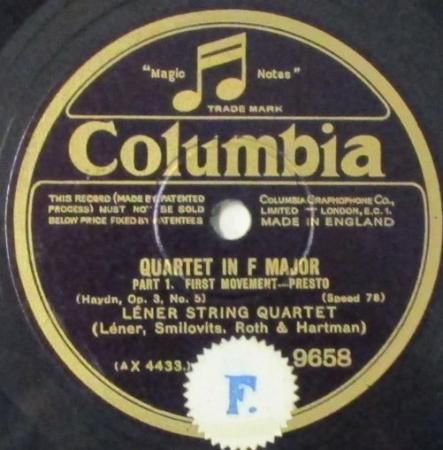 "Magic Notes"
TRADE MARK
Columbia
THIS RECORD (MADE BY PATENTED
PROCESS) MUST NOT BE SOLD
BELOW PRICE FIXED BY PATENTEES
COLUMBIA GRAPHOPHONE CO.,
LIMITED — LONDON, E.C.1.
MADE IN ENGLAND
QUARTET IN F MAJOR
PART 1. FIRST MOVEMENT—PRESTO
(Haydn, Op. 3, No. 5) (Speed 78)
LÉNER STRING QUARTET
(Léner, Smilovits, Roth & Hartman)
(AX 4433.) 9658
F.